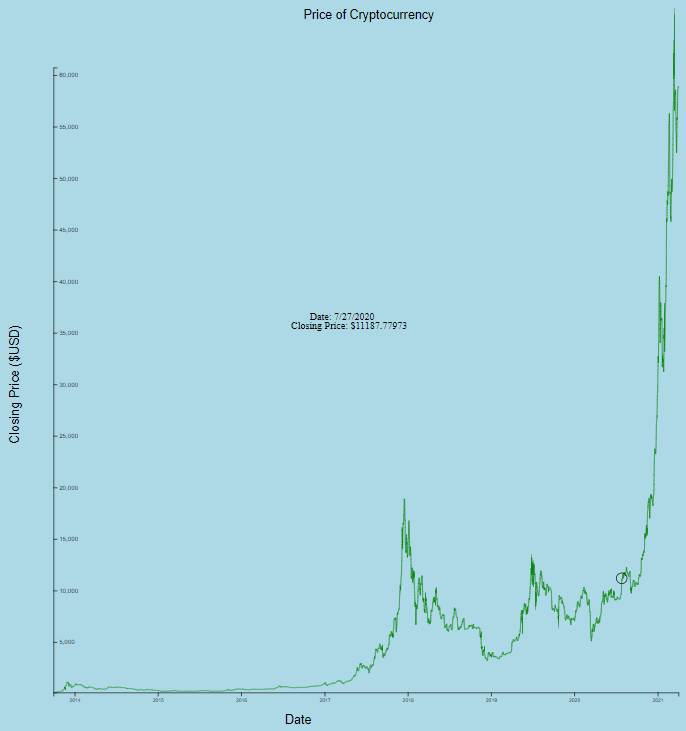 Price of Cryptocurrency
60,000
55,000
50,000
45,000
40,000
Date: 7/27/2020
Closing Price: $11187.77973
35,000
30,000
25,000
20,000
15,000
10,000
5,000
Closing Price ($USD)
2014 2015 2016 2017 2018 2019 2020 2021
Date